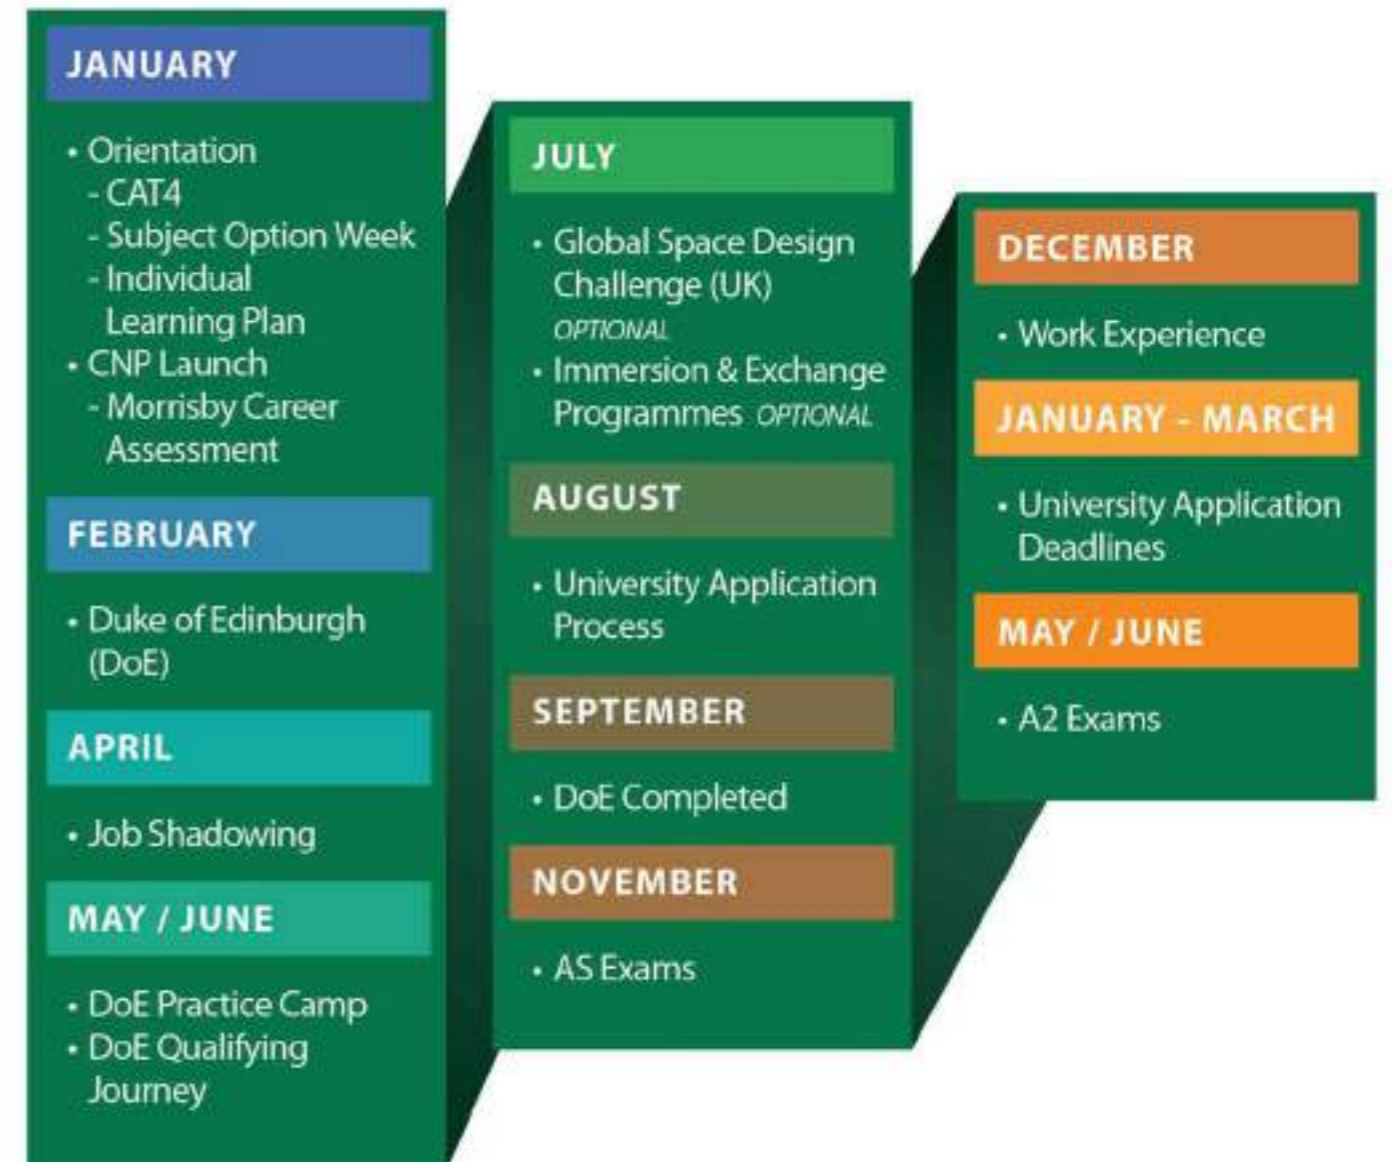 JANUARY
• Orientation
- CAT4
- Subject Option Week
- Individual
Learning Plan
• CNP Launch
- Morrisby Career
Assessment
FEBRUARY
• Duke of Edinburgh
(DoE)
APRIL
• Job Shadowing
MAY / JUNE
• DoE Practice Camp
• DoE Qualifying
Journey
JULY
• Global Space Design
Challenge (UK)
OPTIONAL
• Immersion & Exchange
Programmes OPTIONAL
AUGUST
• University Application
Process
SEPTEMBER
• DoE Completed
NOVEMBER
• AS Exams
DECEMBER
• Work Experience
JANUARY - MARCH
• University Application
Deadlines
MAY / JUNE
• A2 Exams